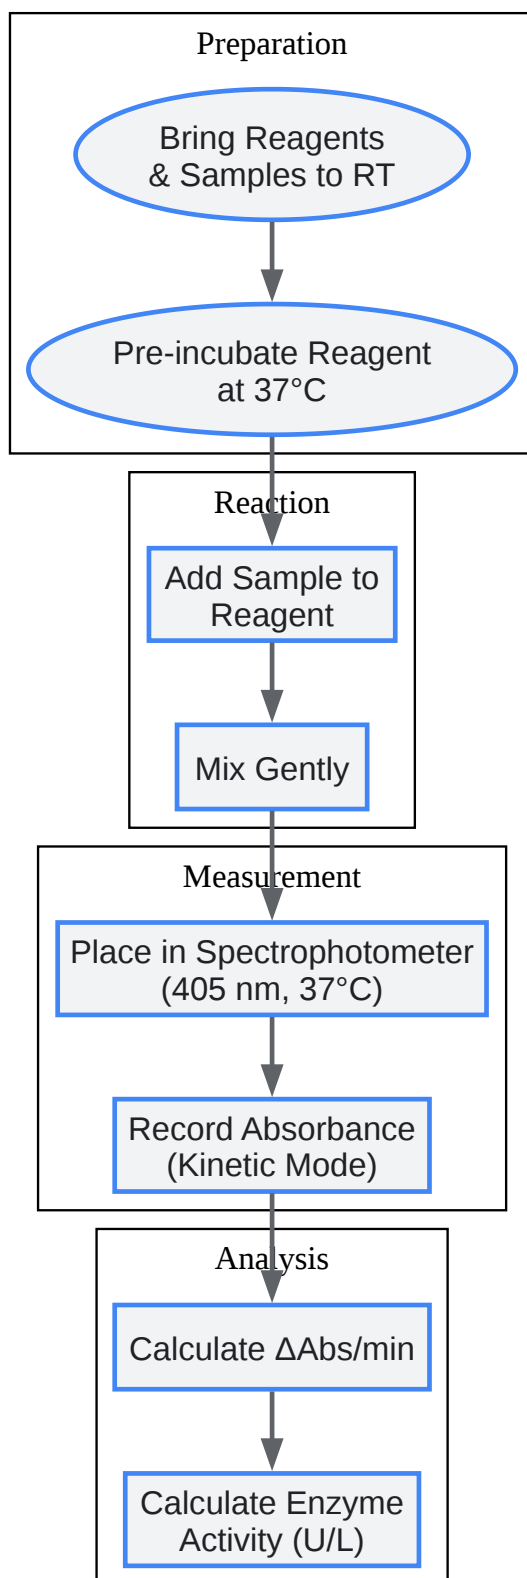 Preparation
Bring Reagents
& Samples to RT
Pre-incubate Reagent
at 37°C
Reaction
Add Sample to
Reagent
Mix Gently
Measurement
Place in Spectrophotometer
(405 nm, 37°C)
Record Absorbance
(Kinetic Mode)
Analysis
Calculate ΔAbs/min
Calculate Enzyme
Activity (U/L)